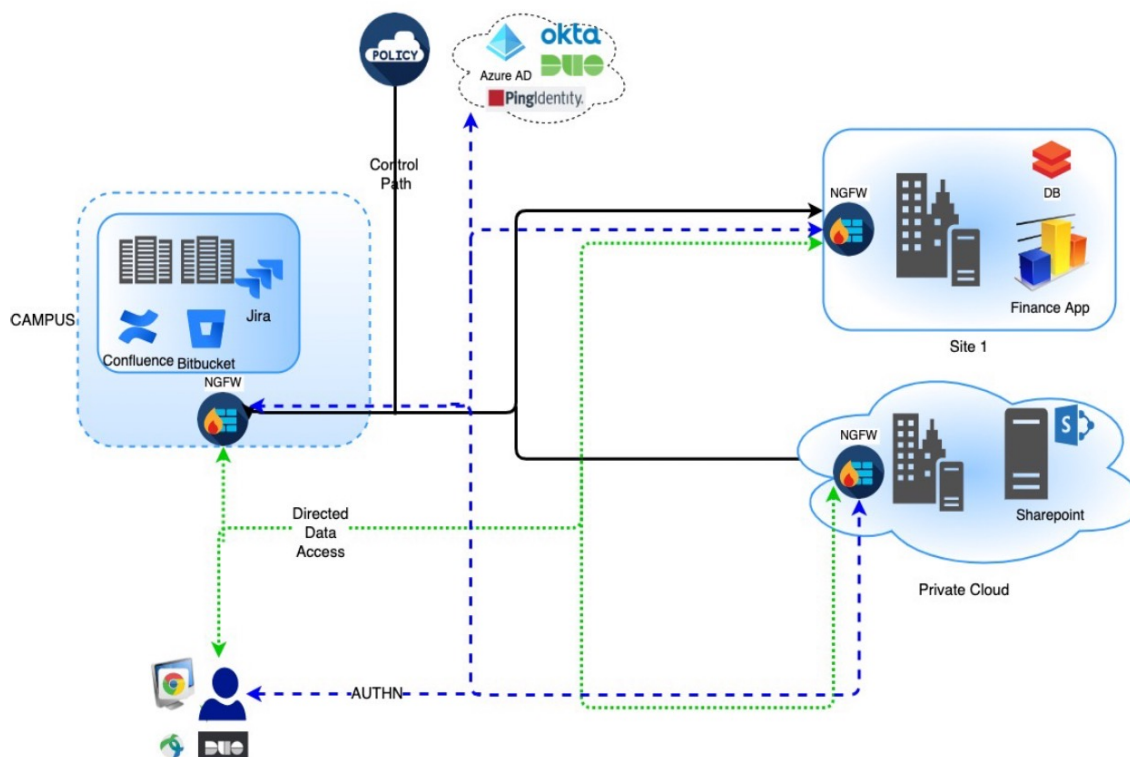 POLICY
okta
Azure AD
DUO
PingIdentity.
Control
Path
NGFW
DB
Finance App
Site 1
CAMPUS
Jira
Confluence
Bitbucket
NGFW
NGFW
S
Sharepoint
Private Cloud
Directed
Data
Access
AUTHN
DUO